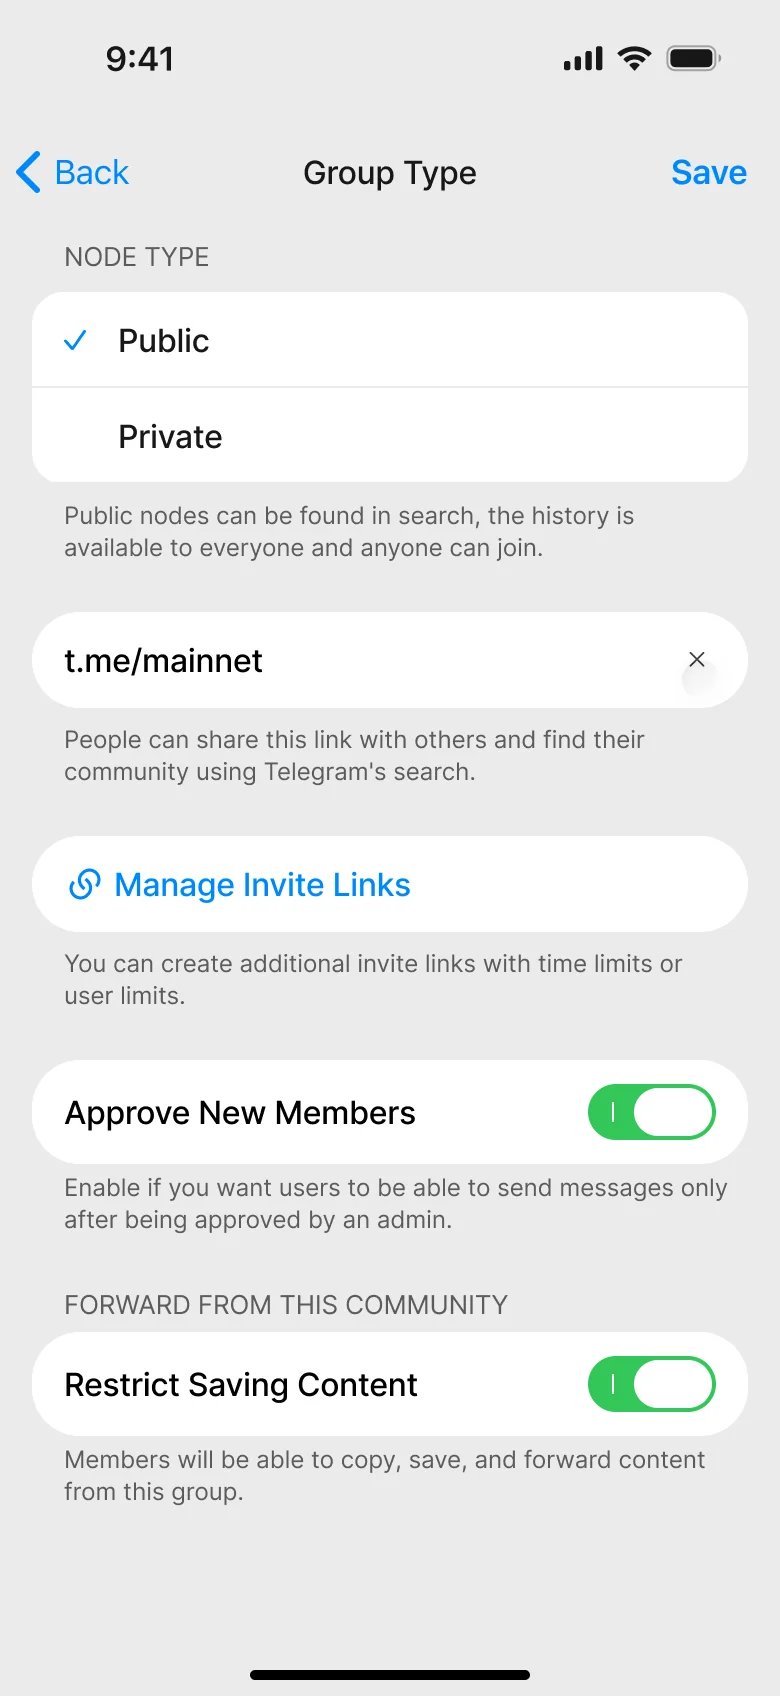 9:41
Back
Group Type
Save
NODE TYPE
Public
Private
Public nodes can be found in search, the history is
available to everyone and anyone can join.
t.me/mainnet
People can share this link with others and find their
community using Telegram's search.
Manage Invite Links
You can create additional invite links with time limits or
user limits.
Approve New Members
Enable if you want users to be able to send messages only
after being approved by an admin.
FORWARD FROM THIS COMMUNITY
Restrict Saving Content
Members will be able to copy, save, and forward content
from this group.